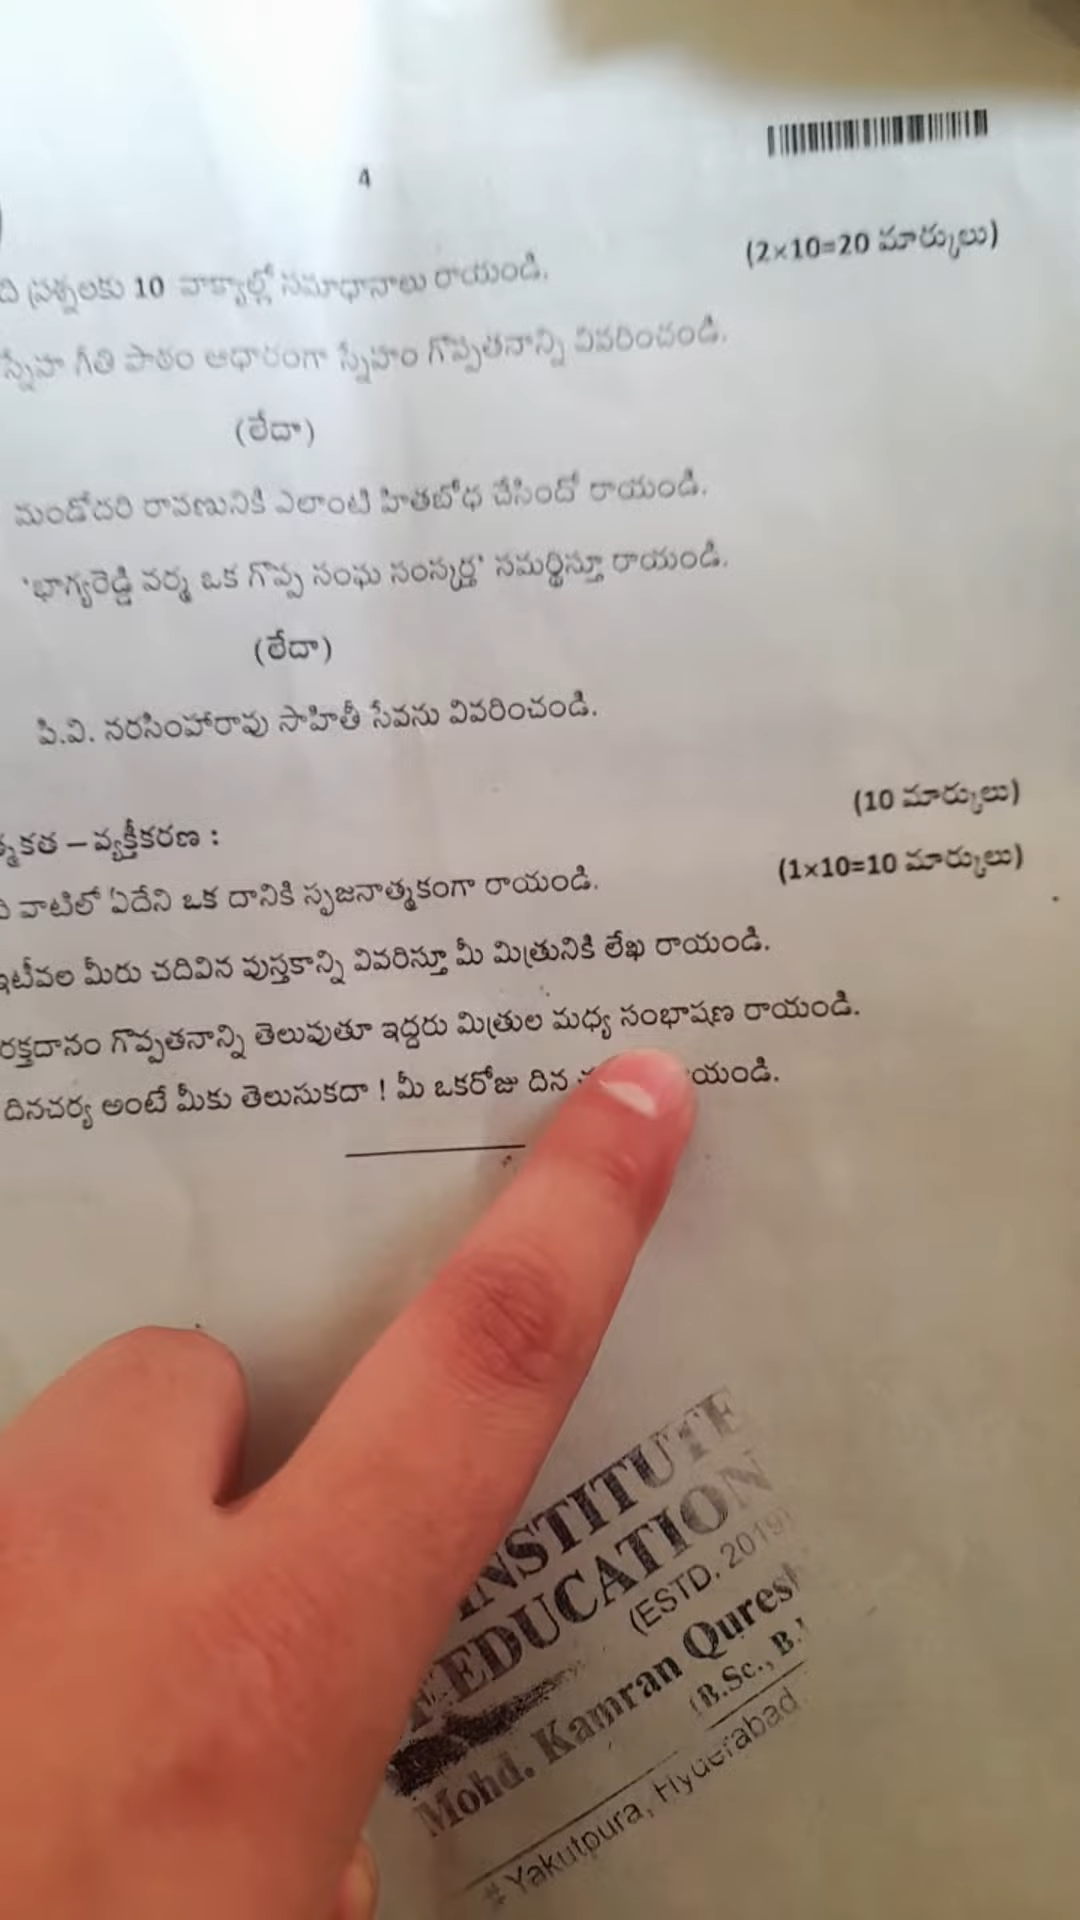 4
(2×10=20 మార్కులు)
ది ప్రశ్నలకు 10 వాక్యాల్లో సమాధానాలు రాయండి.
స్నేహ గీతి పాఠం ఆధారంగా స్నేహం గొప్పతనాన్ని వివరించండి.
(లేదా)
మండోదరి రావణునికి ఎలాంటి హితబోధ చేసిందో రాయండి.
'భాగ్యరెడ్డి వర్మ ఒక గొప్ప సంఘ సంస్కర్త' సమర్థిస్తూ రాయండి.
(లేదా)
పి.వి. నరసింహారావు సాహితీ సేవను వివరించండి.
(10 మార్కులు)
త్మకత – వ్యక్తీకరణ :
(1×10=10 మార్కులు)
వాటిలో ఏదేని ఒక దానికి సృజనాత్మకంగా రాయండి.
ఇటీవల మీరు చదివిన పుస్తకాన్ని వివరిస్తూ మీ మిత్రునికి లేఖ రాయండి.
రక్తదానం గొప్పతనాన్ని తెలువుతూ ఇద్దరు మిత్రుల మధ్య సంభాషణ రాయండి.
దినచర్య అంటే మీకు తెలుసుకదా ! మీ ఒకరోజు దిన యండి.
INSTITUTE
F EDUCATION
(ESTD. 2019)
Mohd. Kamran Quresh
(B.Sc., B.
# Yakutpura, Hyderabad